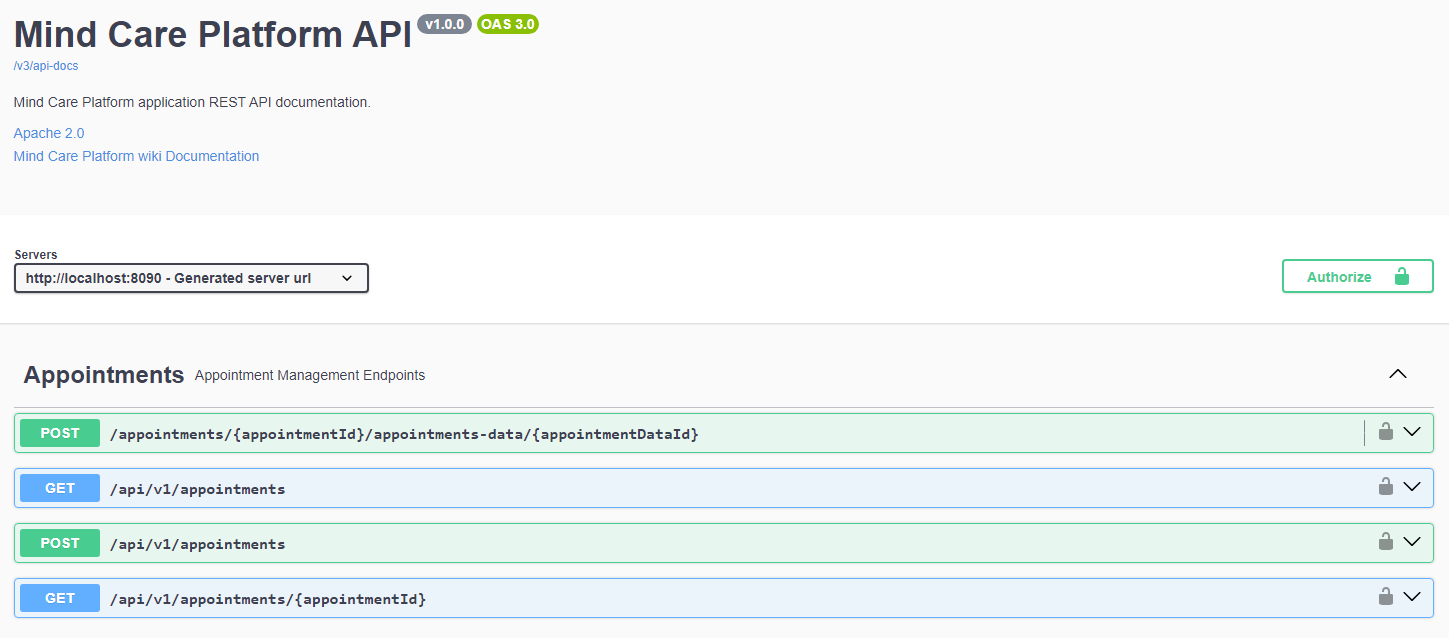 Mind Care Platform API v1.0.0 OAS 3.0
/v3/api-docs
Mind Care Platform application REST API documentation.
Apache 2.0
Mind Care Platform wiki Documentation
Servers
http://localhost:8090 - Generated server url
Authorize
Appointments Appointment Management Endpoints
POST /appointments/{appointmentId}/appointments-data/{appointmentDataId}
GET /api/v1/appointments
POST /api/v1/appointments
GET /api/v1/appointments/{appointmentId}